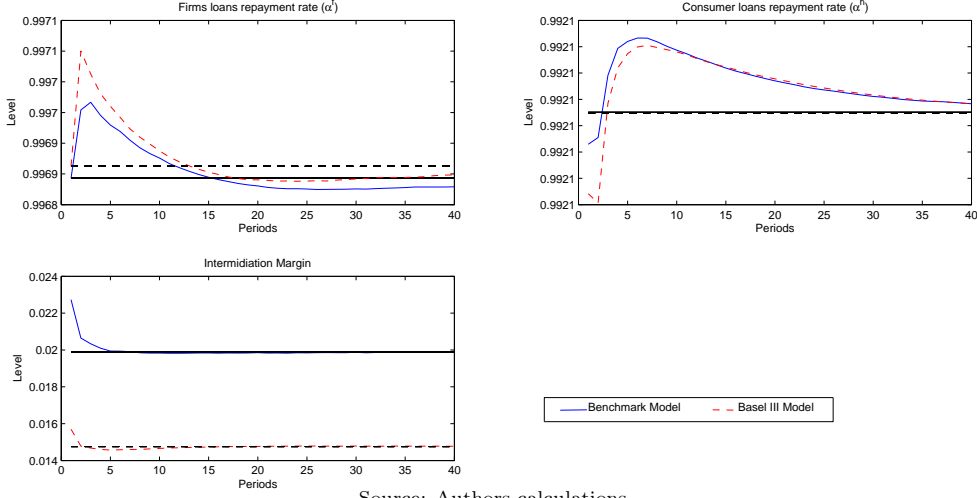 Firms loans repayment rate (αf)
Consumer loans repayment rate (αh)
0.9971
0.9971
0.997
0.997
0.9969
0.9969
0.9968
Level
0 5 10 15 20 25 30 35 40
Periods
0.9921
0.9921
0.9921
0.9921
0.9921
0.9921
0.9921
0.9921
Level
0 5 10 15 20 25 30 35 40
Periods
Intermidiation Margin
0.024
0.022
0.02
0.018
0.016
0.014
Level
0 5 10 15 20 25 30 35 40
Periods
Benchmark Model
Basel III Model
Source: Authors calculations